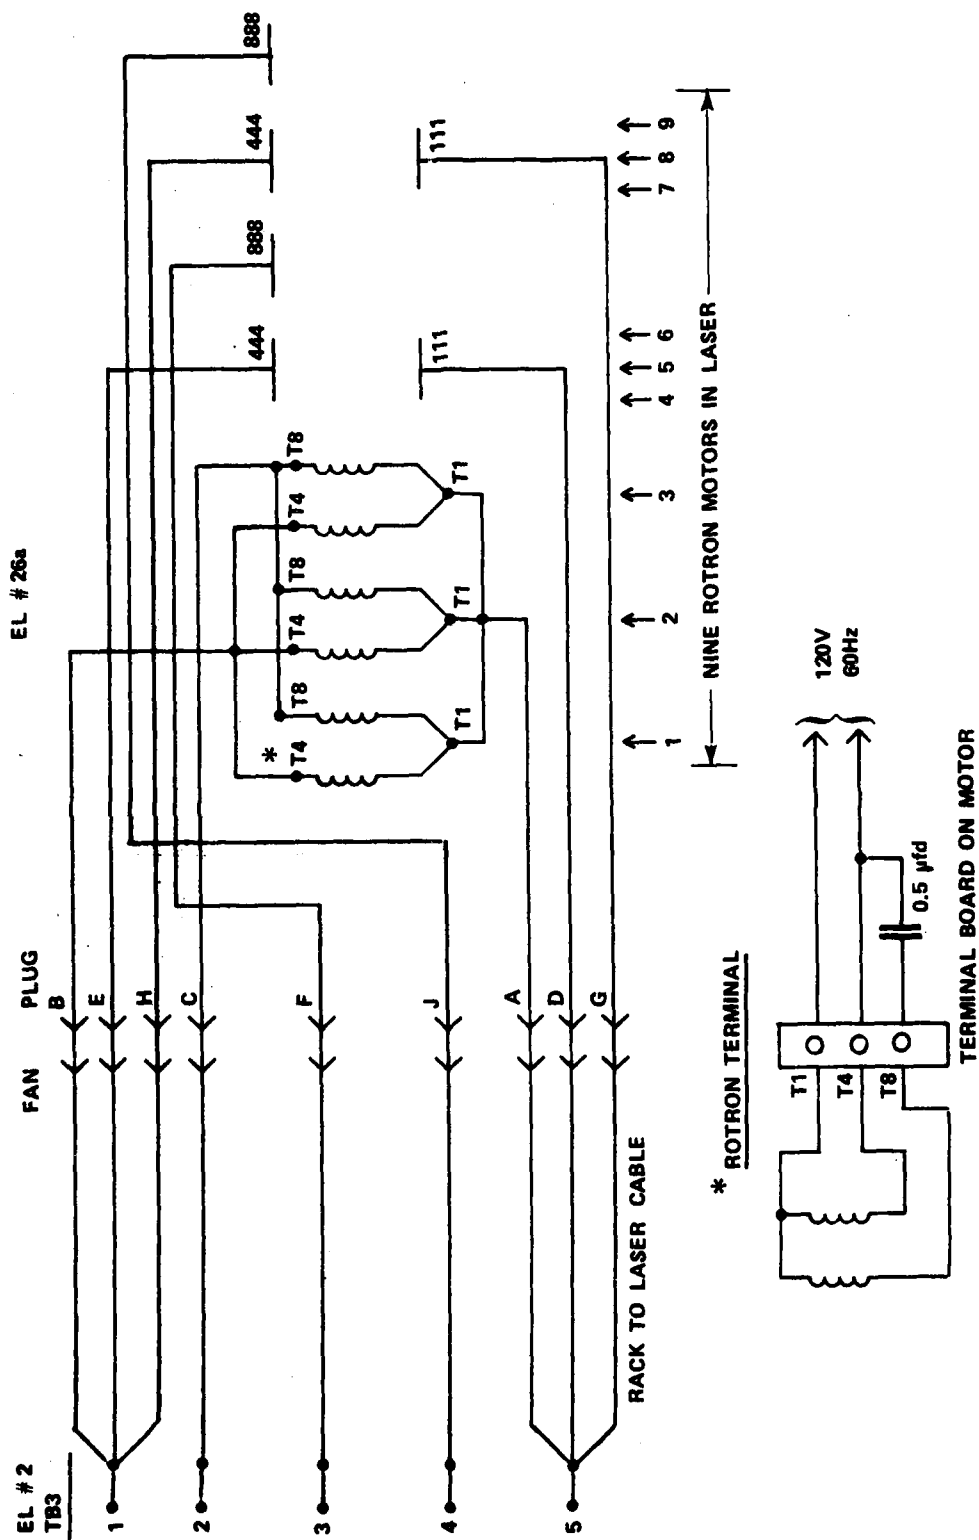 EL # 26a
EL # 2
TB3
1
2
3
4
5
FAN
PLUG
B
E
H
C
F
J
A
D
G
RACK TO LASER CABLE
*
T4
T8
T4
T8
T4
T8
T1
T1
T1
444
888
444
888
111
111
1
2
3
4
5
6
7
8
9
NINE ROTRON MOTORS IN LASER
* ROTRON TERMINAL
T1
T4
T8
0.5 µfd
120V
60Hz
TERMINAL BOARD ON MOTOR